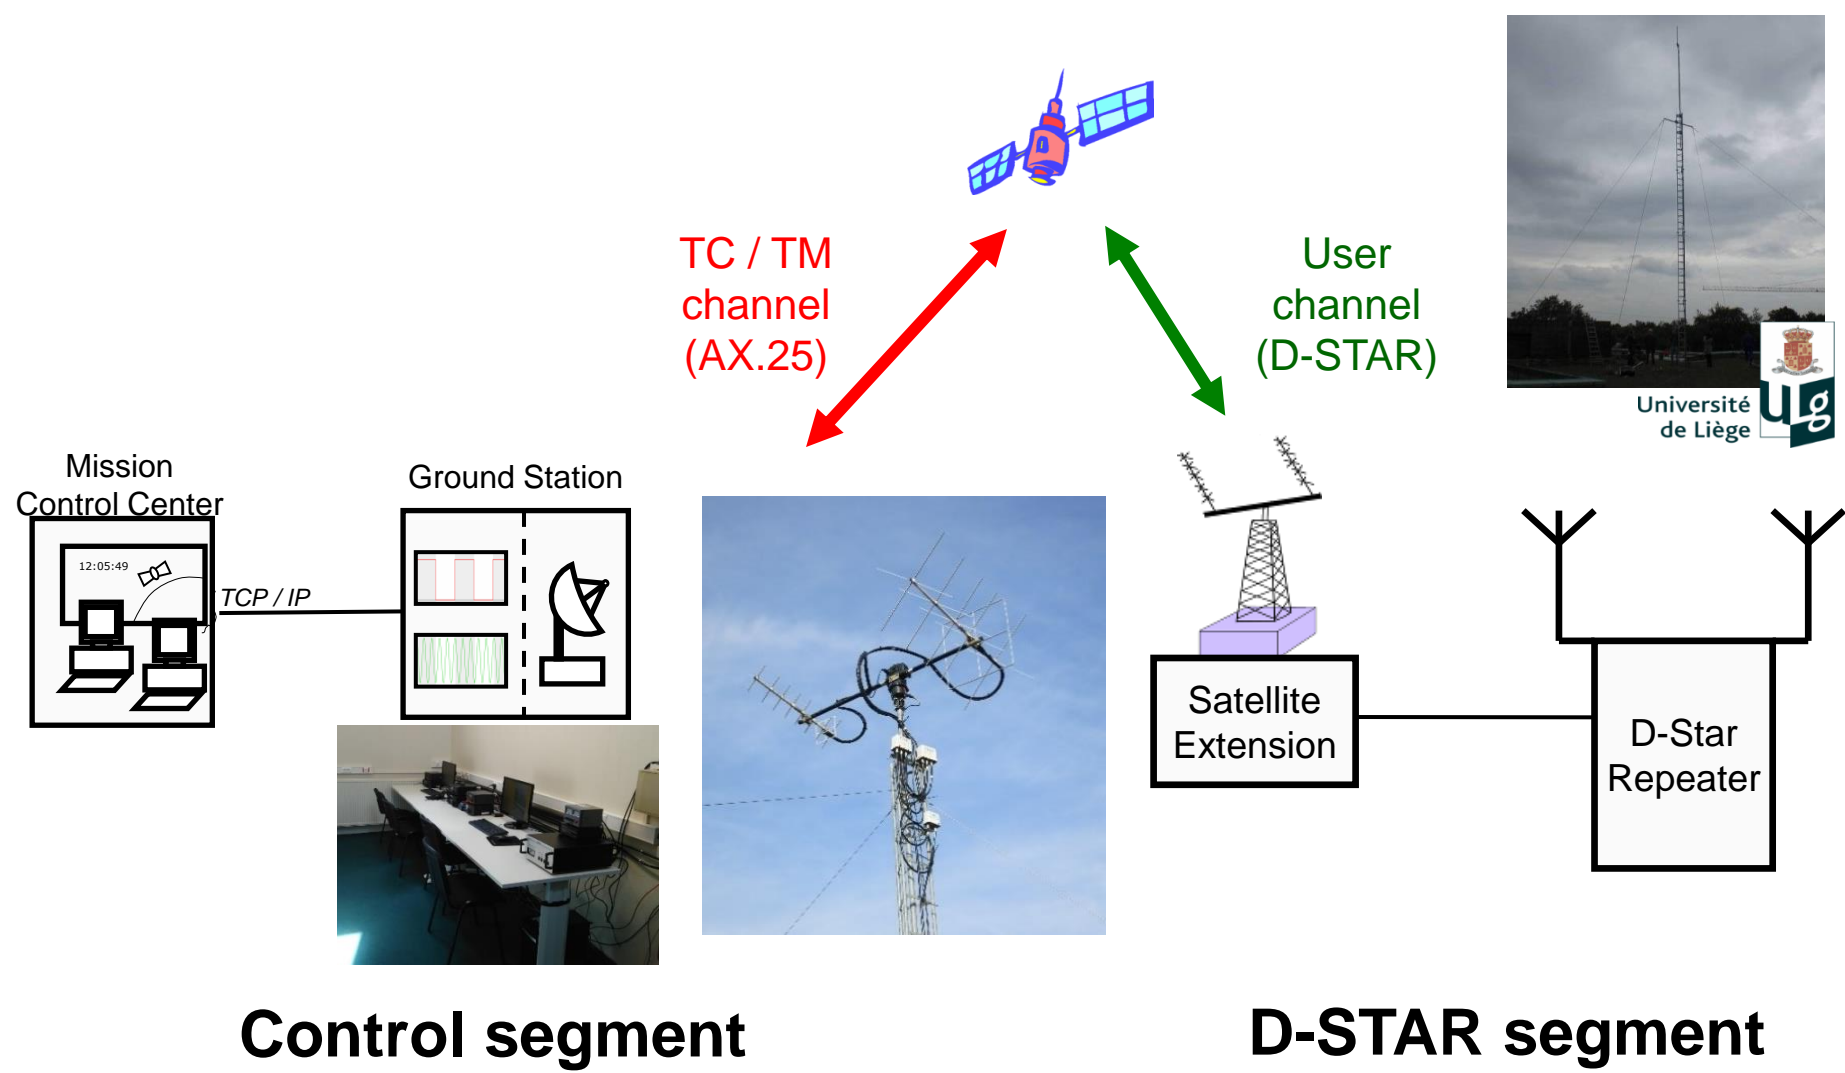 TC / TM
channel
(AX.25)
User
channel
(D-STAR)
Université
de Liège
ULg
Mission
Control Center
12:05:49
TCP / IP
Ground Station
Satellite
Extension
D-Star
Repeater
Control segment
D-STAR segment